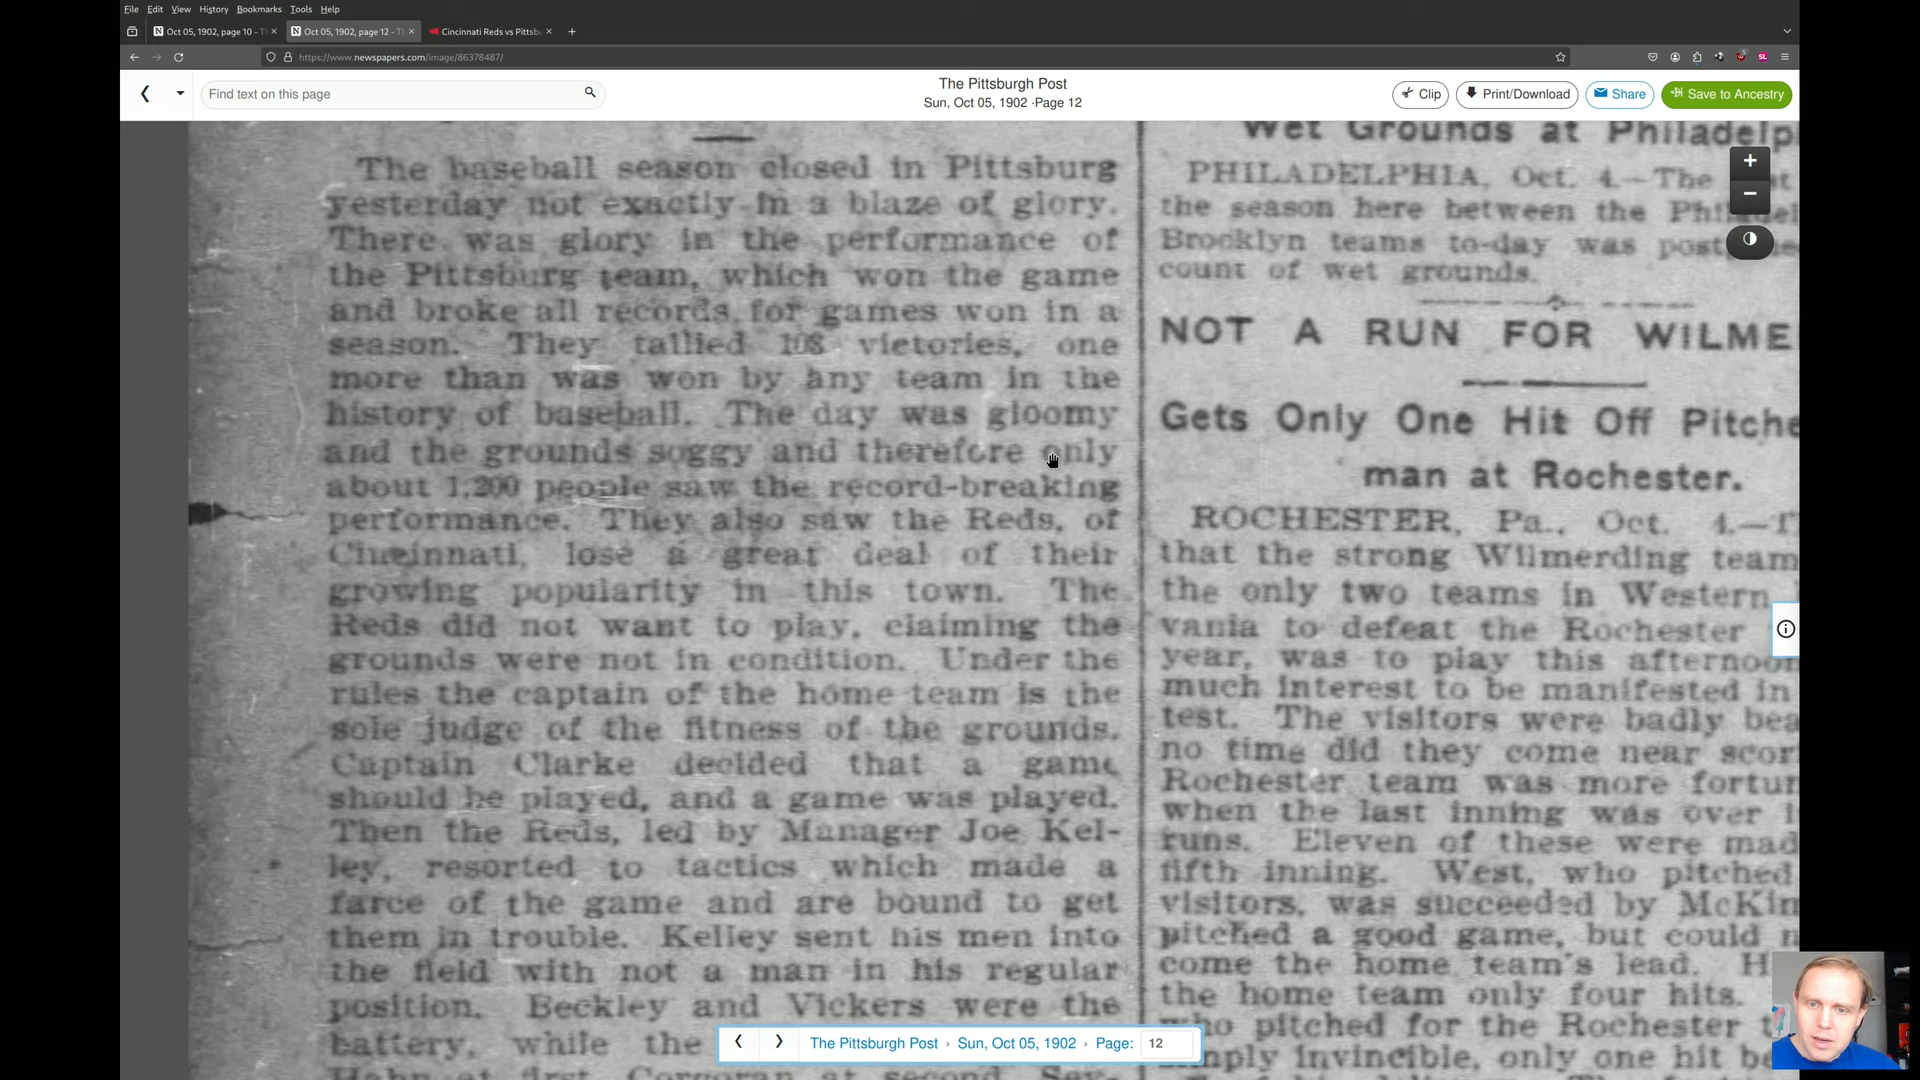 File Edit View History Bookmarks Tools Help
Oct 05, 1902, page 10 - T
Oct 05, 1902, page 12 - Th
Cincinnati Reds vs Pittsbu
https://www.newspapers.com/image/86378487/
Find text on this page
The Pittsburgh Post
Sun, Oct 05, 1902 · Page 12
Clip
Print/Download
Share
Save to Ancestry
The baseball season closed in Pittsburg
yesterday not exactly in a blaze of glory.
There was glory in the performance of
the Pittsburg team, which won the game
and broke all records for games won in a
season. They tallied 103 victories, one
more than was won by any team in the
history of baseball. The day was gloomy
and the grounds soggy and therefore only
about 1,200 people saw the record-breaking
performance. They also saw the Reds, of
Cincinnati, lose a great deal of their
growing popularity in this town. The
Reds did not want to play, claiming the
grounds were not in condition. Under the
rules the captain of the home team is the
sole judge of the fitness of the grounds.
Captain Clarke decided that a game
should be played, and a game was played.
Then the Reds, led by Manager Joe Kel-
ley, resorted to tactics which made a
farce of the game and are bound to get
them in trouble. Kelley sent his men into
the field with not a man in his regular
position. Beckley and Vickers were the
battery, while the
Hahn at first Corcoran at second Sey-
Wet Grounds at Philadelp
PHILADELPHIA, Oct. 4.—The
the season here between the Phil
Brooklyn teams to-day was post
count of wet grounds.
NOT A RUN FOR WILME
Gets Only One Hit Off Pitche
man at Rochester.
ROCHESTER, Pa., Oct. 4.—T
that the strong Wilmerding team
the only two teams in Western
vania to defeat the Rochester
year, was to play this afternoon
much interest to be manifested in
test. The visitors were badly bea
no time did they come near scor
Rochester team was more fortun
when the last inning was over
runs. Eleven of these were mad
fifth inning. West, who pitched
visitors, was succeeded by McKin
pitched a good game, but could n
come the home team's lead. H
the home team only four hits.
who pitched for the Rochester t
simply invincible, only one hit be
The Pittsburgh Post › Sun, Oct 05, 1902 › Page: 12